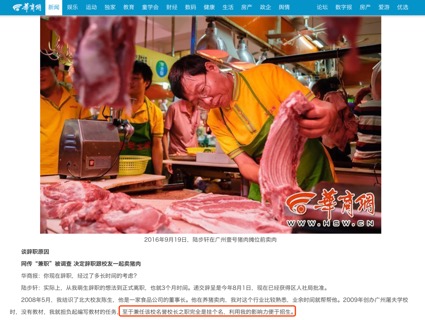 华商网 新闻 娱乐 运动 独家 教育 童学会 财经 数码 健康 生活 房产 政企 舆情 论坛 数字报 房产 爱游 优选
华商网
WWW.HSW.CN
2016年9月19日，陆步轩在广州壹号猪肉摊位前卖肉
谈辞职原因
网传“兼职”被调查 决定辞职跟校友一起卖猪肉
华商报：你现在辞职，经过了多长时间的考虑？
陆步轩：实际上，从我萌生辞职的想法到正式离职，也就3个月时间。递交辞呈是今年8月1日，现在已经获得区人社局批准。
2008年5月，我结识了北大校友陈生，他是一家食品公司的董事长。他在养猪卖肉，我对这个行业比较熟悉，业余时间就帮帮他。2009年创办广州屠夫学
校，没有教材，我就担负起编写教材的任务，至于兼任该校名誉校长之职完全是挂个名，利用我的影响力便于招生。